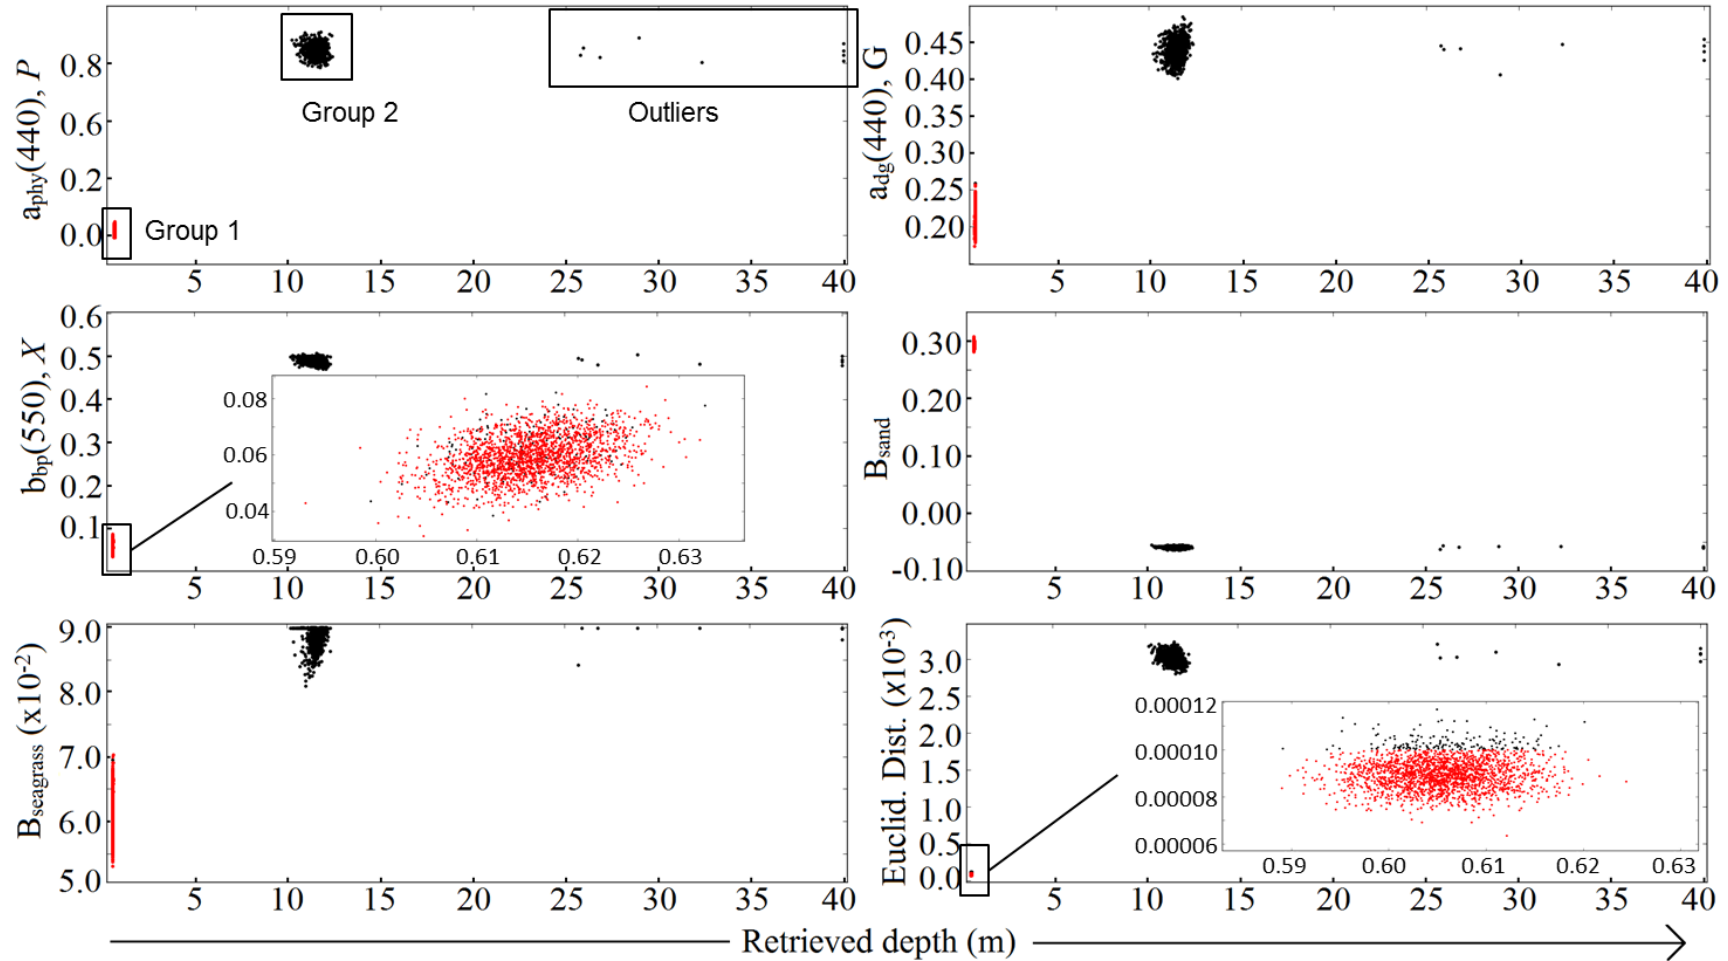 a_phy(440), P
0.8
0.6
0.2
0.0
Group 2
Outliers
Group 1
5 10 15 20 25 30 35 40
a_dg(440), G
0.45
0.40
0.35
0.30
0.25
0.20
5 10 15 20 25 30 35 40
b_bp(550), X
0.6
0.5
0.4
0.3
0.2
0.1
0.08
0.06
0.04
0.59 0.60 0.61 0.62 0.63
5 10 15 20 25 30 35 40
B_sand
0.30
0.20
0.10
0.00
-0.10
5 10 15 20 25 30 35 40
B_seagrass (x10^-2)
9.0
8.0
7.0
6.0
5.0
5 10 15 20 25 30 35 40
Euclid. Dist. (x10^-3)
3.0
2.5
2.0
1.5
1.0
0.5
0.0
0.00012
0.00010
0.00008
0.00006
0.59 0.60 0.61 0.62 0.63
5 10 15 20 25 30 35 40
Retrieved depth (m)